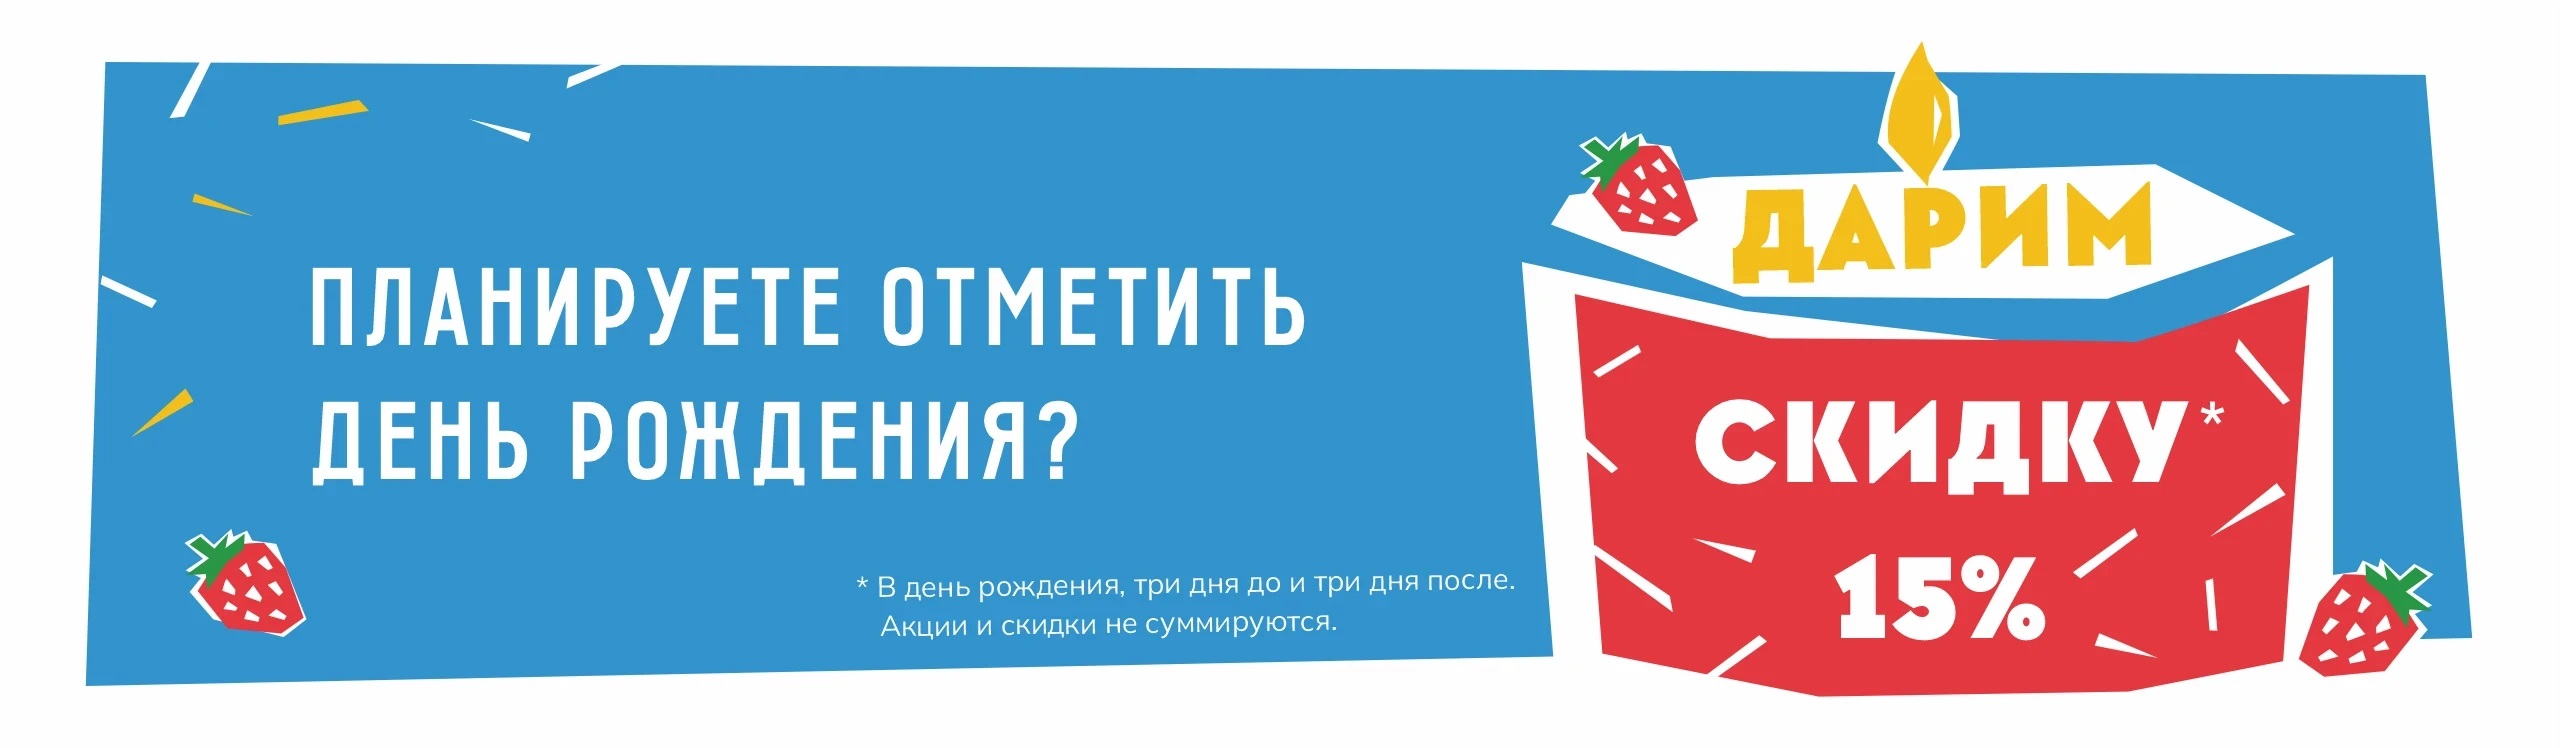 ПЛАНИРУЕТЕ ОТМЕТИТЬ
ДЕНЬ РОЖДЕНИЯ?
* В день рождения, три дня до и три дня после.
Акции и скидки не суммируются.
ДАРИМ
СКИДКУ*
15%